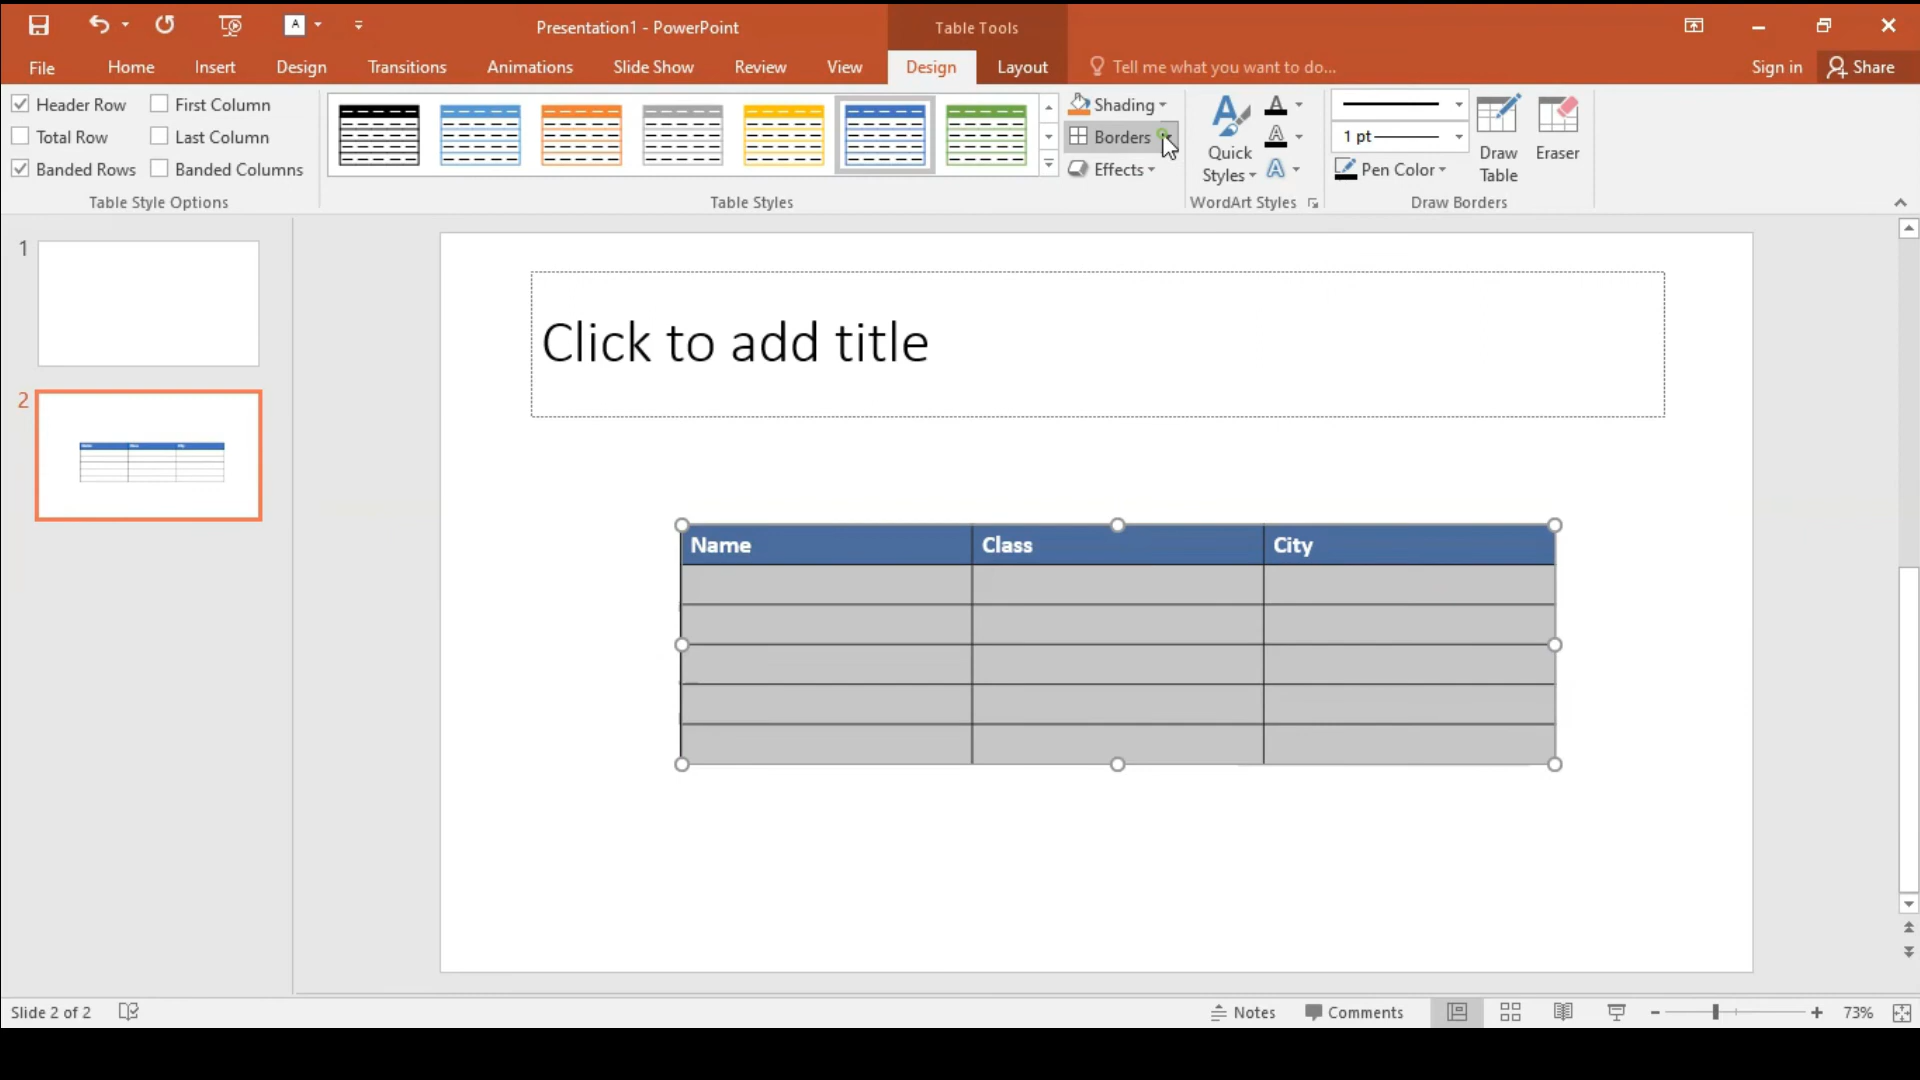 A
Presentation1 - PowerPoint
Table Tools
File
Home
Insert
Design
Transitions
Animations
Slide Show
Review
View
Design
Layout
Tell me what you want to do...
Sign in
Share
Header Row
First Column
Total Row
Last Column
Banded Rows
Banded Columns
Table Style Options
Table Styles
Shading
Borders
Effects
Quick
Styles
A
A
A
A
WordArt Styles
1 pt
Pen Color
Draw
Table
Eraser
Draw Borders
1
2
Click to add title
Name
Class
City
Slide 2 of 2
Notes
Comments
73%